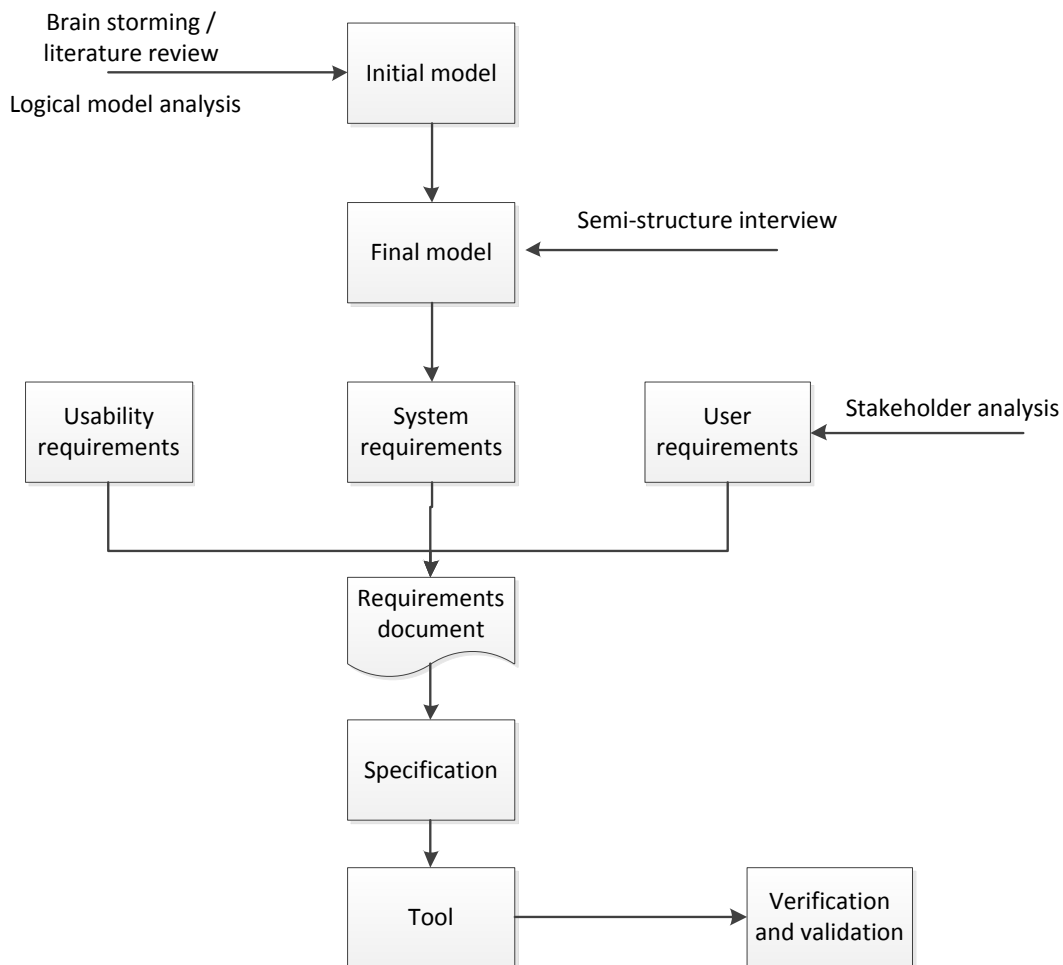 Brain storming /
literature review
Logical model analysis
Initial model
Semi-structure interview
Final model
Usability
requirements
System
requirements
User
requirements
Stakeholder analysis
Requirements
document
Specification
Tool
Verification
and validation